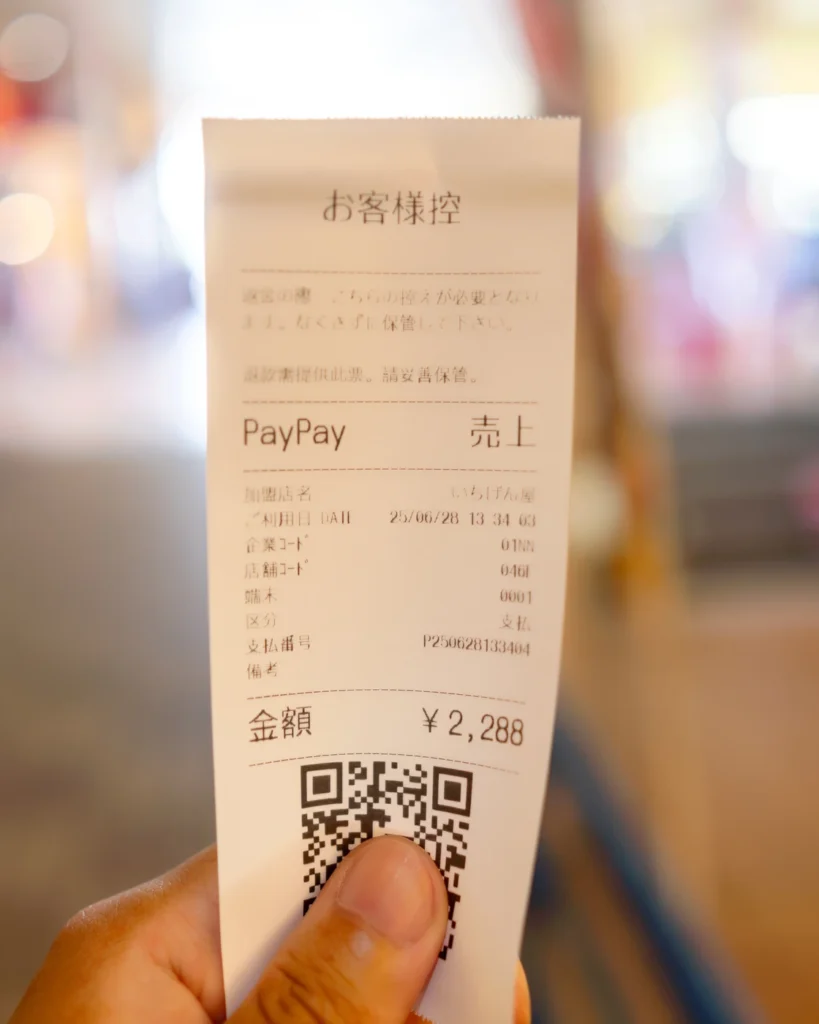 お客様控
返金の際、こちらの控えが必要となり
ます。なくさずに保管して下さい。
退款需提供此票。請妥善保管。
PayPay 売上
加盟店名 いちげん屋
ご利用日 DATE 25/06/28 13 34 03
企業コード 01NN
店舗コード
端末 0001
区分 支払
支払番号 P250628133404
備考
金額 ¥2,288